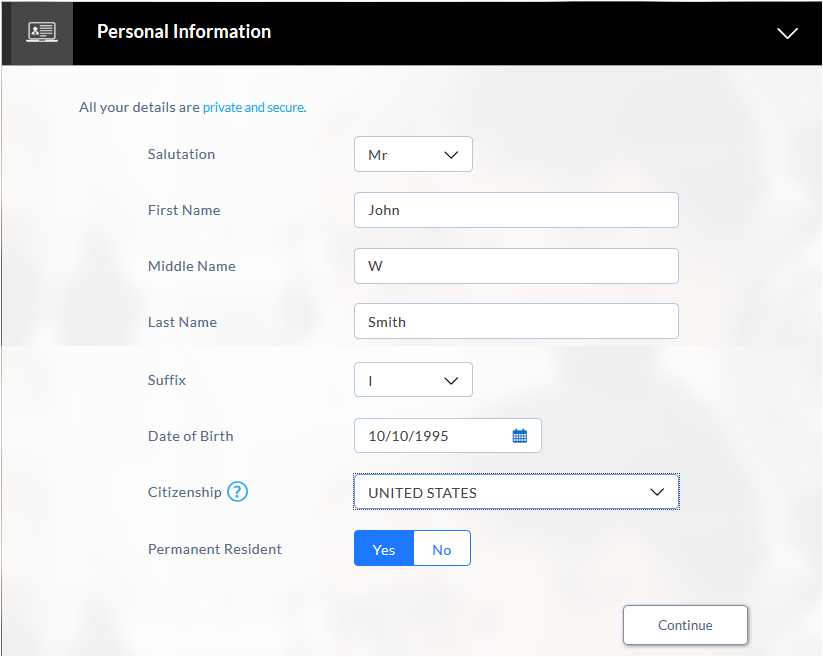 Personal Information
All your details are private and secure.
Salutation Mr
First Name John
Middle Name W
Last Name Smith
Suffix I
Date of Birth 10/10/1995
Citizenship ? UNITED STATES
Permanent Resident Yes No
Continue